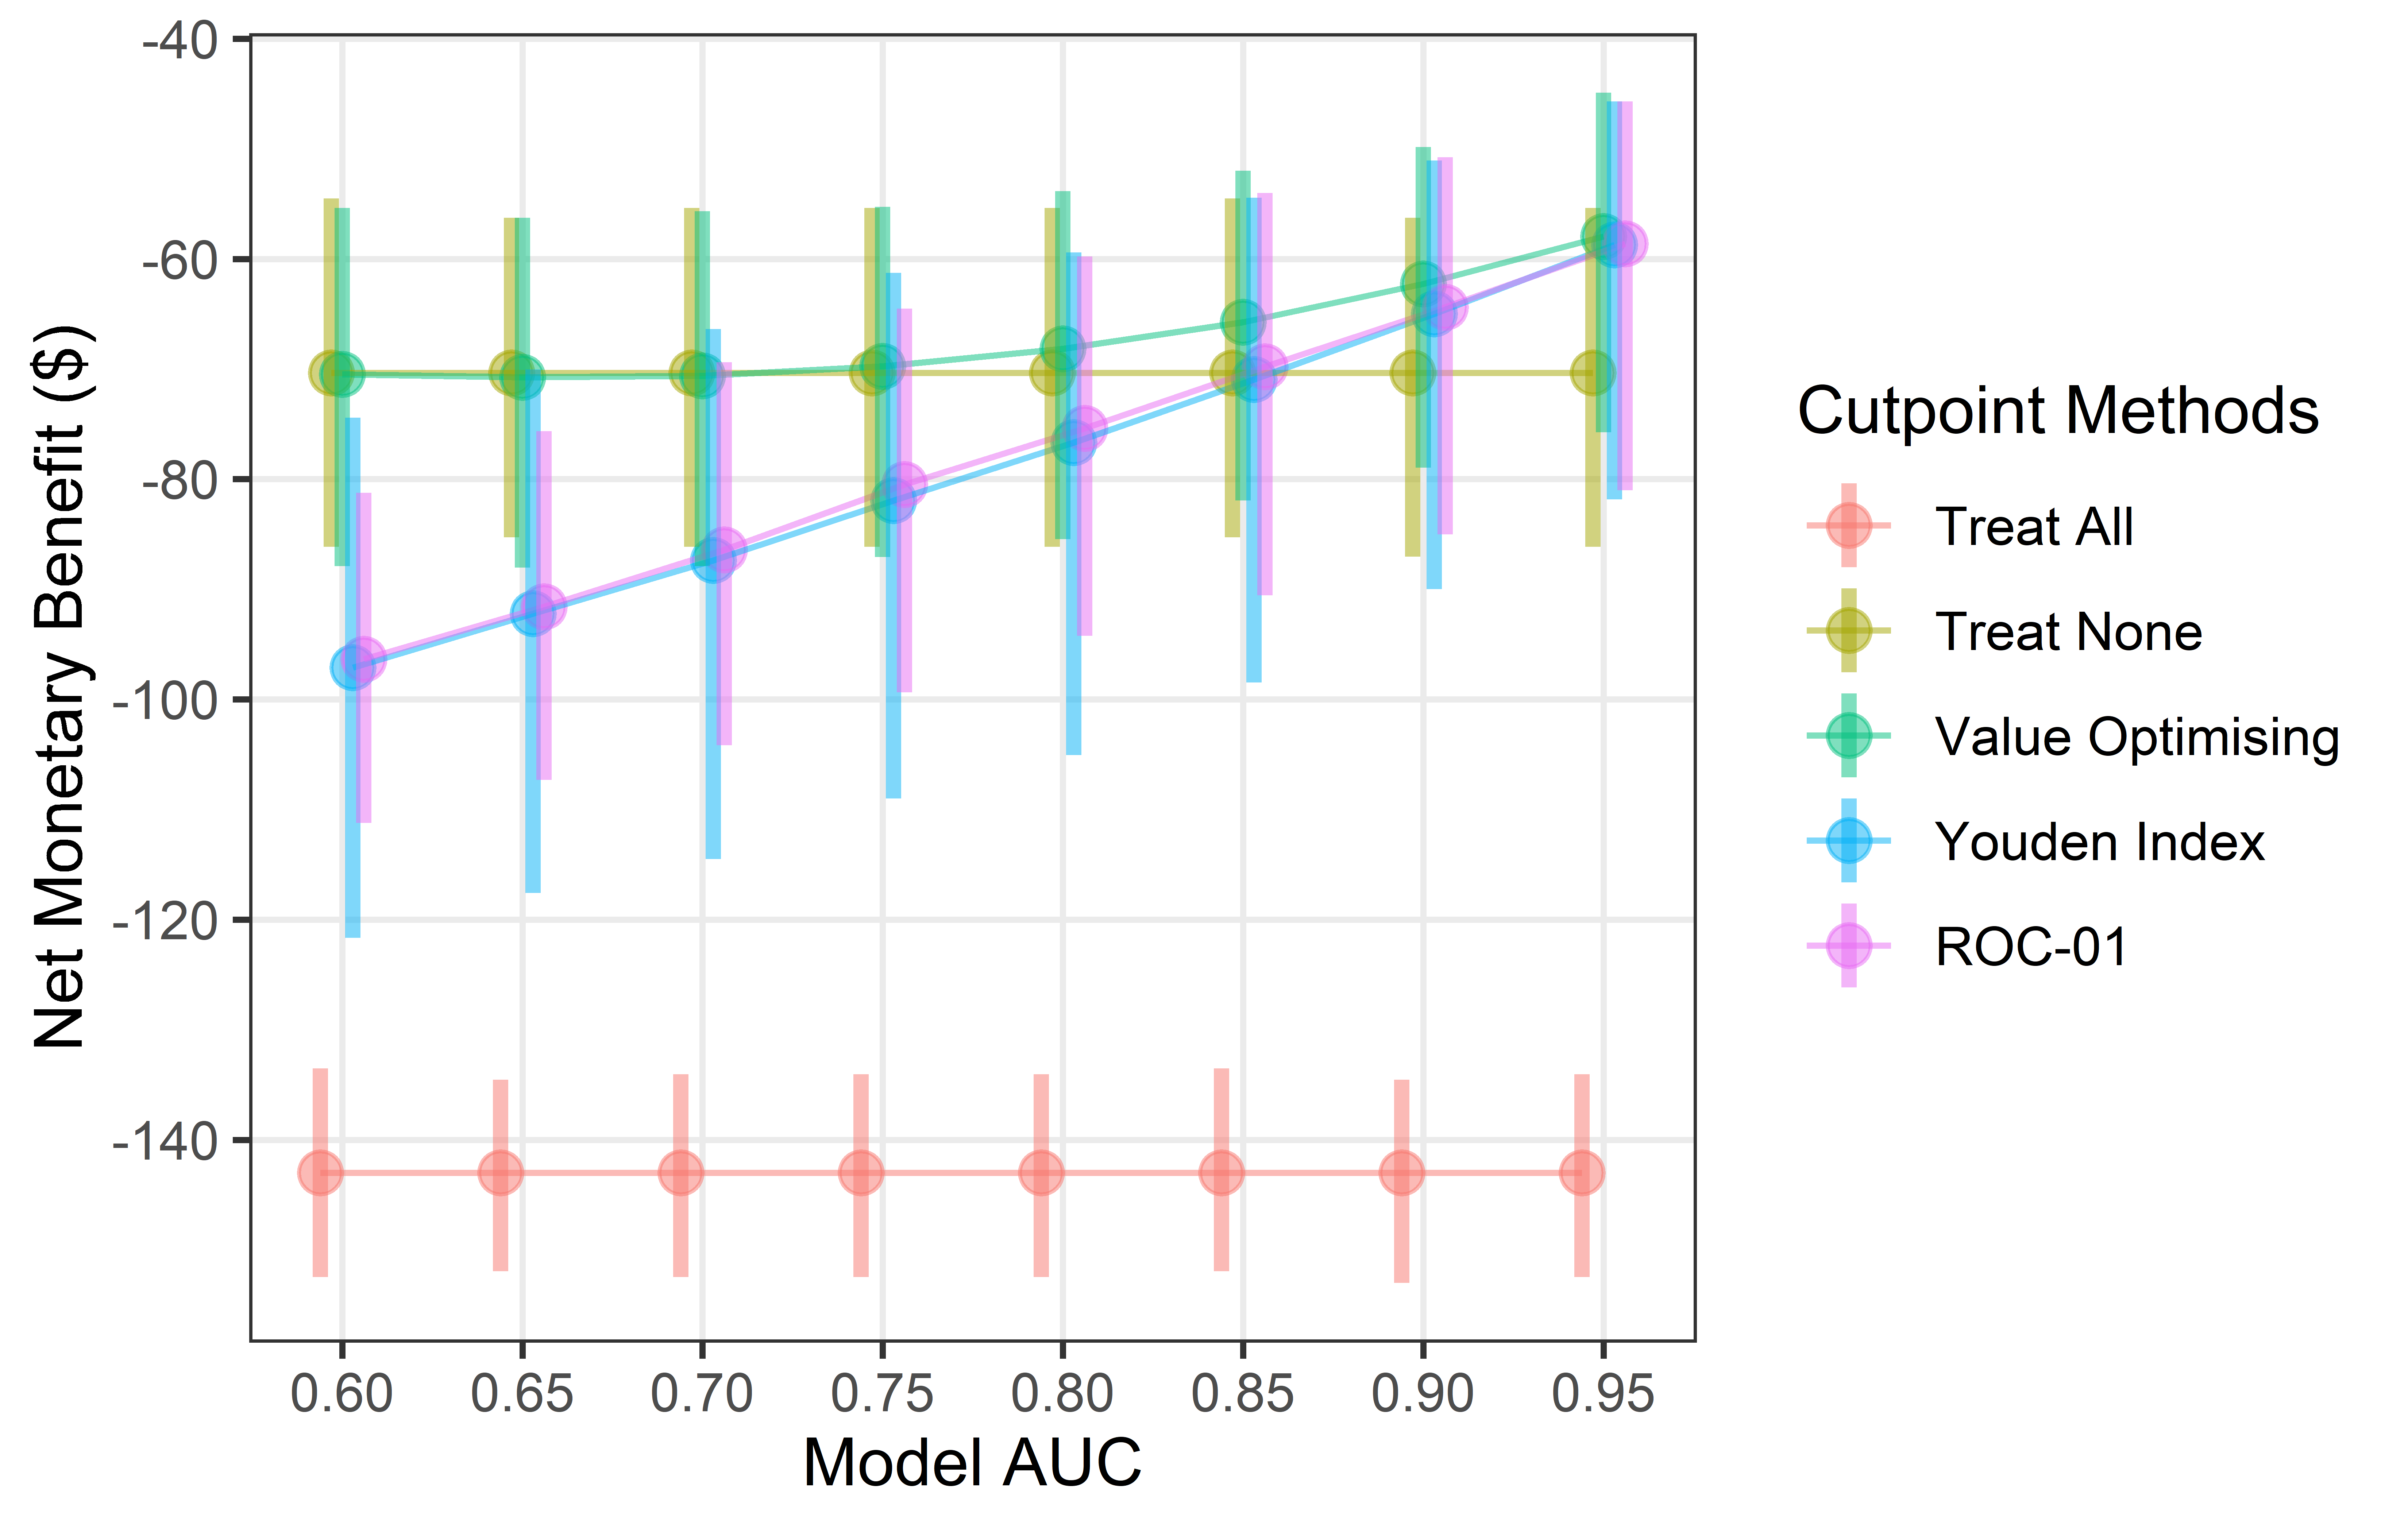 Net Monetary Benefit ($)
-40
-60
-80
-100
-120
-140
0.60 0.65 0.70 0.75 0.80 0.85 0.90 0.95
Model AUC
Cutpoint Methods
Treat All
Treat None
Value Optimising
Youden Index
ROC-01